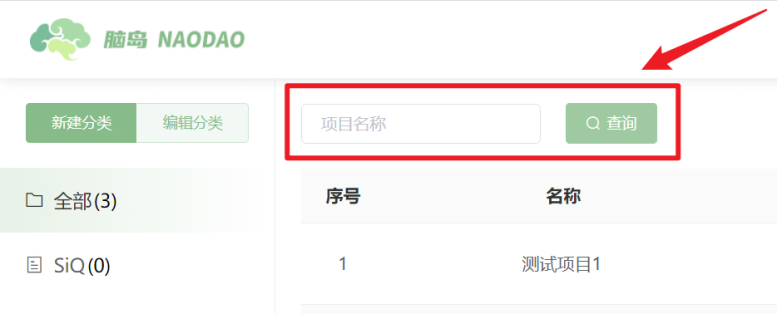 脑岛 NAODAO
新建分类 编辑分类
项目名称 查询
全部(3)
序号 名称
SiQ(0)
1 测试项目1